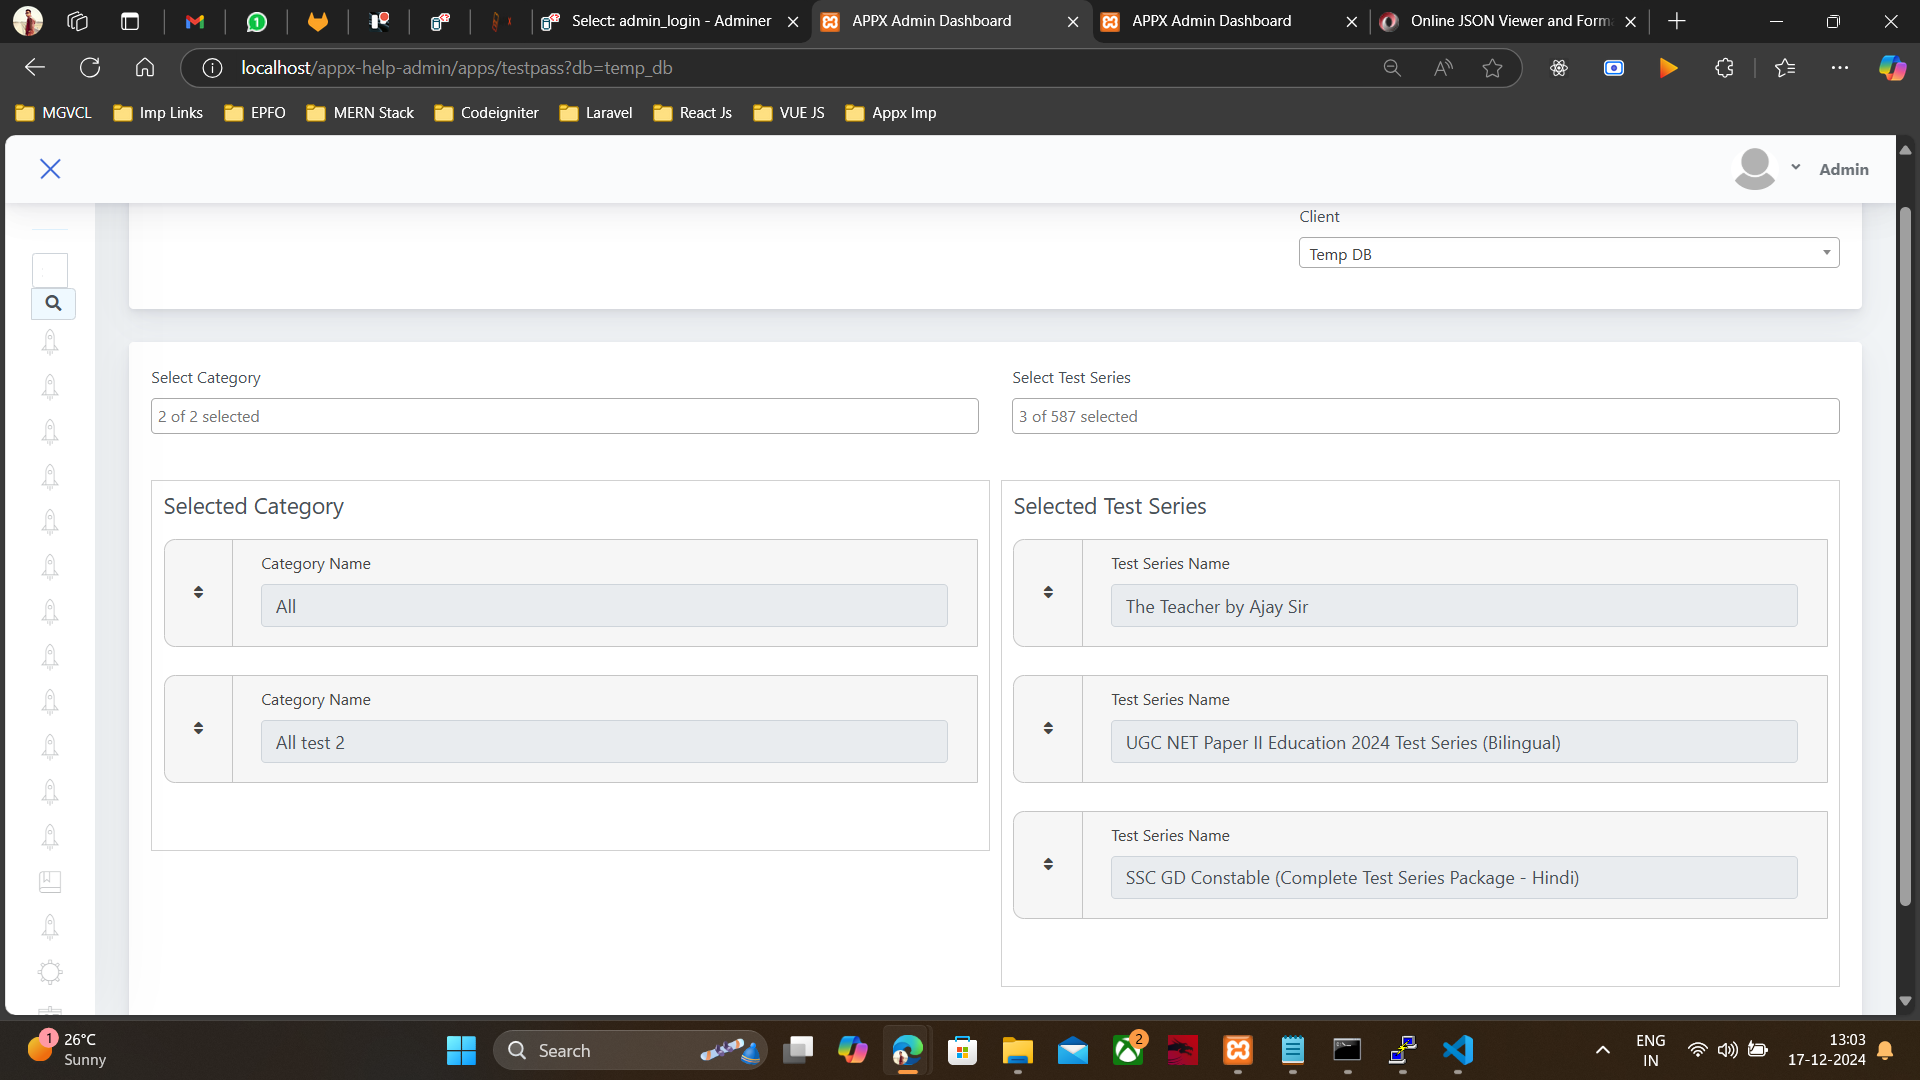 Select: admin_login - Adminer
APPX Admin Dashboard
APPX Admin Dashboard
Online JSON Viewer and Form
localhost/appx-help-admin/apps/testpass?db=temp_db
MGVCL
Imp Links
EPFO
MERN Stack
Codeigniter
Laravel
React Js
VUE JS
Appx Imp
Admin
Client
Temp DB
Select Category
2 of 2 selected
Select Test Series
3 of 587 selected
Selected Category
Category Name
All
Category Name
All test 2
Selected Test Series
Test Series Name
The Teacher by Ajay Sir
Test Series Name
UGC NET Paper II Education 2024 Test Series (Bilingual)
Test Series Name
SSC GD Constable (Complete Test Series Package - Hindi)
1
26°C
Sunny
Search
2
ENG
IN
13:03
17-12-2024